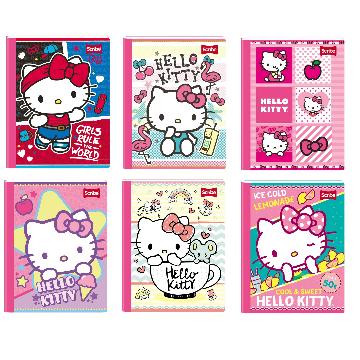 Scribe
GIRLS
RULE
THE
WORLD
Scribe
HELLO
KITTY
Scribe
HELLO
KITTY
Scribe
HELLO
KITTY
Scribe
Hello
Kitty
ICE COLD
LEMONADE
Scribe
50¢
COOL & SWEET
HELLO KITTY